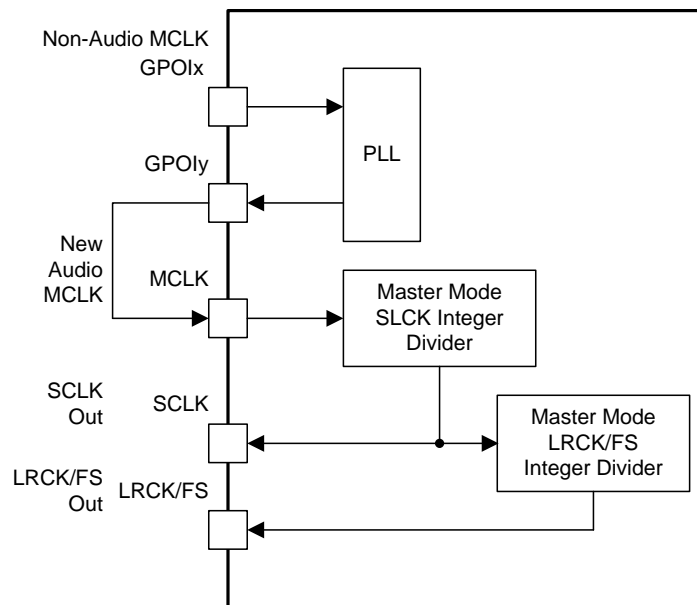 Non-Audio MCLK
GPOIx
PLL
GPOIy
New
Audio
MCLK
MCLK
Master Mode
SLCK Integer
Divider
SCLK
Out
SCLK
Master Mode
LRCK/FS
Integer Divider
LRCK/FS
Out
LRCK/FS